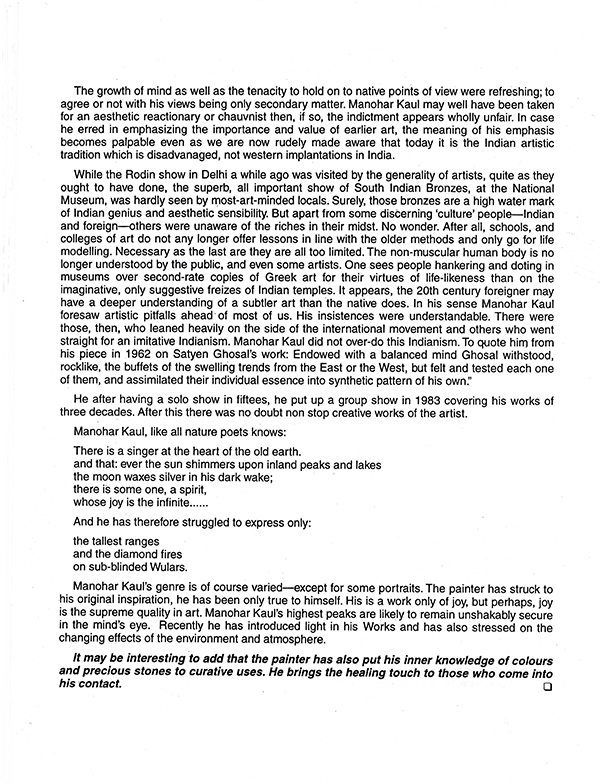 The growth of mind as well as the tenacity to hold on to native points of view were refreshing; to
agree or not with his views being only secondary matter. Manohar Kaul may well have been taken
for an aesthetic reactionary or chauvnist then, if so, the indictment appears wholly unfair. In case
he erred in emphasizing the importance and value of earlier art, the meaning of his emphasis
becomes palpable even as we are now rudely made aware that today it is the Indian artistic
tradition which is disadvanaged, not western implantations in India.
While the Rodin show in Delhi a while ago was visited by the generality of artists, quite as they
ought to have done, the superb, all important show of South Indian Bronzes, at the National
Museum, was hardly seen by most-art-minded locals. Surely, those bronzes are a high water mark
of Indian genius and aesthetic sensibility. But apart from some discerning ‘culture’ people—Indian
and foreign—others were unaware of the riches in their midst. No wonder. After all, schools, and
colleges of art do not any longer offer lessons in line with the older methods and only go for life
modelling. Necessary as the last are they are all too limited. The non-muscular human body is no
longer understood by the public, and even some artists. One sees people hankering and doting in
museums over second-rate copies of Greek art for their virtues of life-likeness than on the
imaginative, only suggestive freizes of Indian temples. It appears, the 20th century foreigner may
have a deeper understanding of a subtler art than the native does. In his sense Manohar Kaul
foresaw artistic pitfalls ahead of most of us. His insistences were understandable. There were
those, then, who leaned heavily on the side of the international movement and others who went
straight for an imitative Indianism. Manohar Kaul did not over-do this Indianism. To quote him from
his piece in 1962 on Satyen Ghosal’s work: Endowed with a balanced mind Ghosal withstood,
rocklike, the buffets of the swelling trends from the East or the West, but felt and tested each one
of them, and assimilated their individual essence into synthetic pattern of his own.”
He after having a solo show in fiftees, he put up a group show in 1983 covering his works of
three decades. After this there was no doubt non stop creative works of the artist.
Manohar Kaul, like all nature poets knows:
There is a singer at the heart of the old earth.
and that: ever the sun shimmers upon inland peaks and lakes
the moon waxes silver in his dark wake;
there is some one, a spirit,
whose joy is the infinite......
And he has therefore struggled to express only:
the tallest ranges
and the diamond fires
on sub-blinded Wulars.
Manohar Kaul’s genre is of course varied—except for some portraits. The painter has struck to
his original inspiration, he has been only true to himself. His is a work only of joy, but perhaps, joy
is the supreme quality in art. Manohar Kaul’s highest peaks are likely to remain unshakably secure
in the mind’s eye. Recently he has introduced light in his Works and has also stressed on the
changing effects of the environment and atmosphere.
It may be interesting to add that the painter has also put his inner knowledge of colours
and precious stones to curative uses. He brings the healing touch to those who come into
his contact.